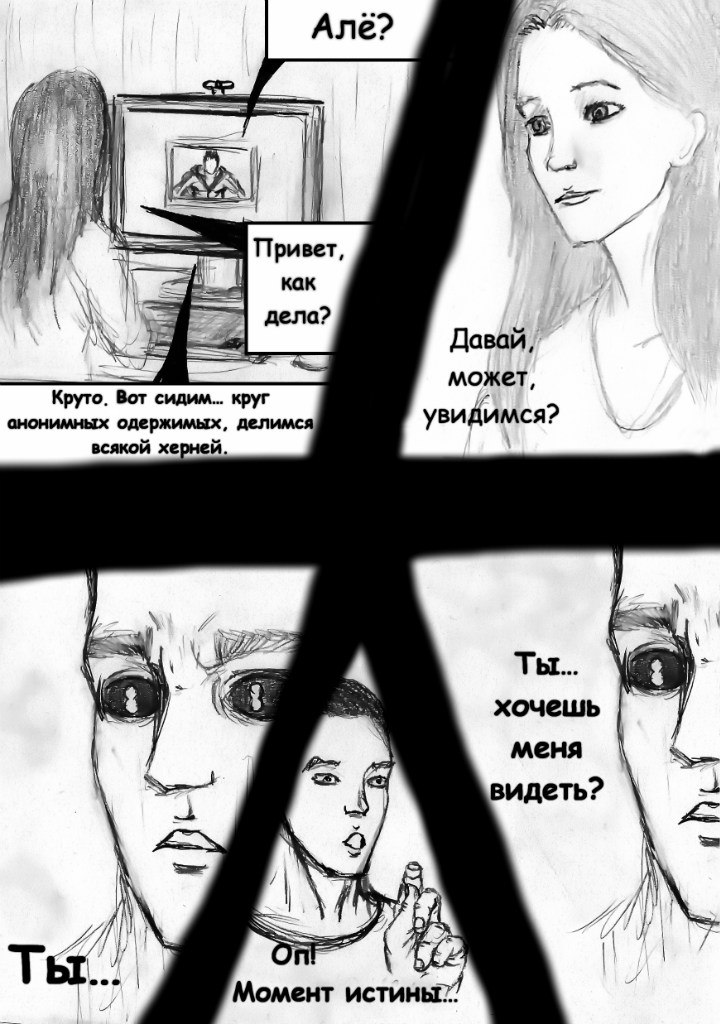 Алё?
Привет,
как
дела?
Круто. Вот сидим... круг
анонимных одержимых, делимся
всякой херней.
Давай,
может,
увидимся?
Ты...
Оп!
Момент истины...
Ты...
хочешь
меня
видеть?